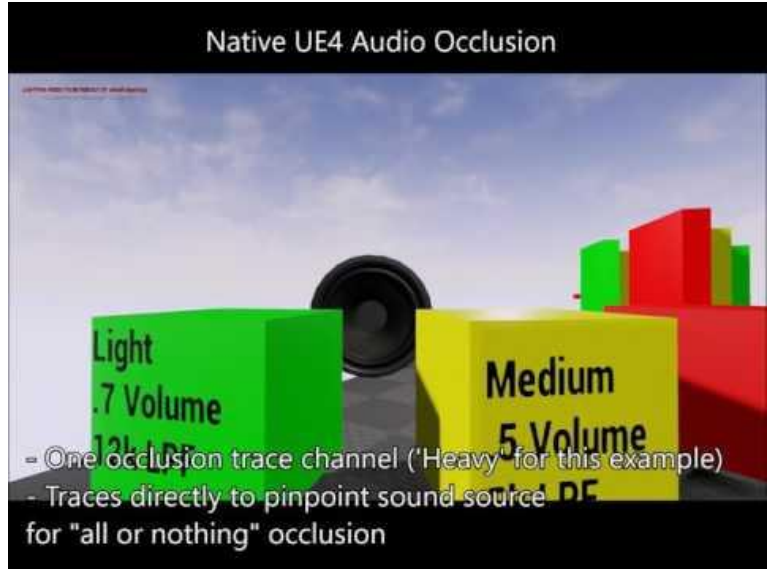 Native UE4 Audio Occlusion
Light
.7 Volume
Medium
.5 Volume
- One occlusion trace channel ('Heavy' for this example)
- Traces directly to pinpoint sound source
for "all or nothing" occlusion